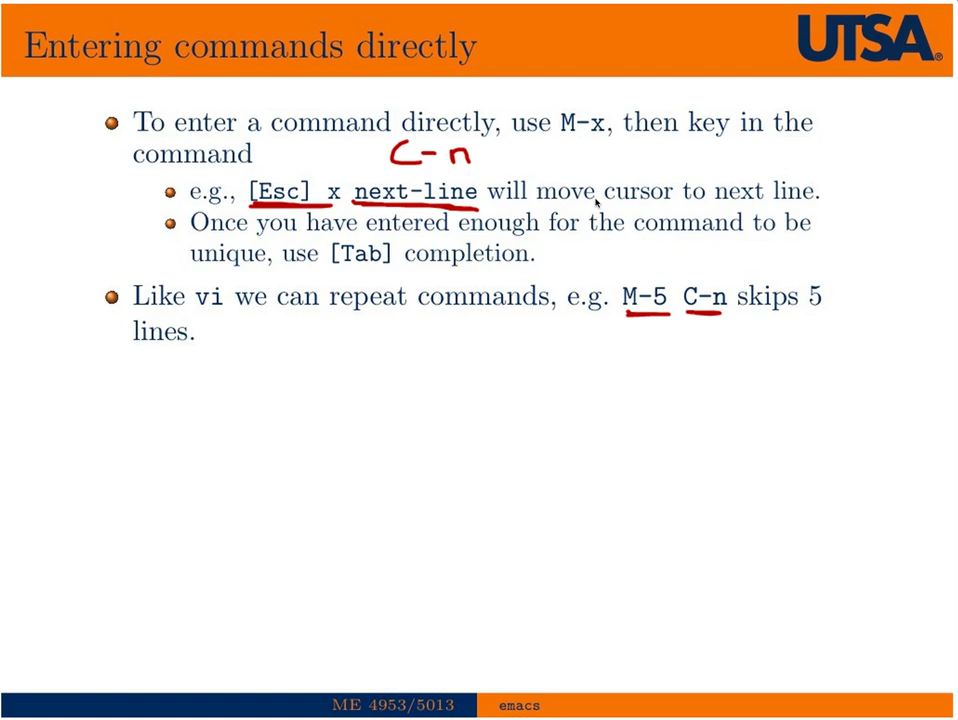 Entering commands directly
UTSA®
To enter a command directly, use M-x, then key in the
command
C-n
e.g., [Esc] x next-line will move cursor to next line.
Once you have entered enough for the command to be
unique, use [Tab] completion.
Like vi we can repeat commands, e.g. M-5 C-n skips 5
lines.
ME 4953/5013
emacs